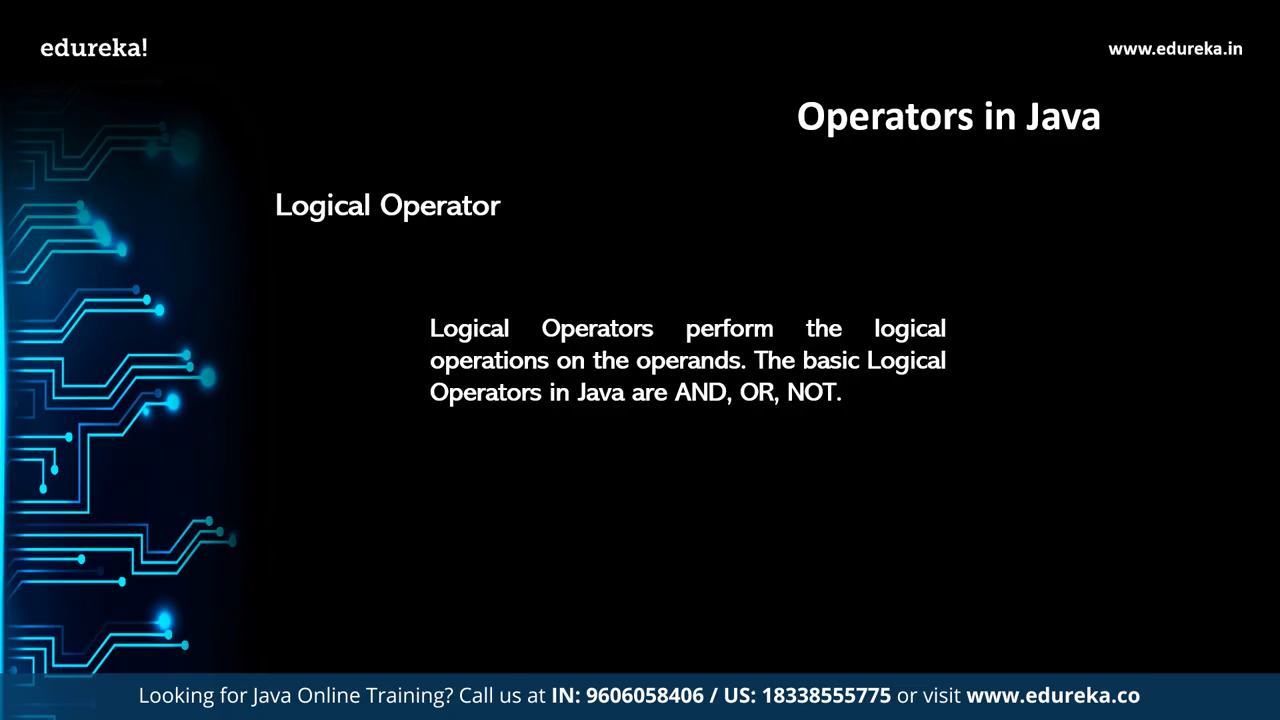 edureka!
www.edureka.in
Operators in Java
Logical Operator
Logical Operators perform the logical
operations on the operands. The basic Logical
Operators in Java are AND, OR, NOT.
Looking for Java Online Training? Call us at IN: 9606058406 / US: 18338555775 or visit www.edureka.co